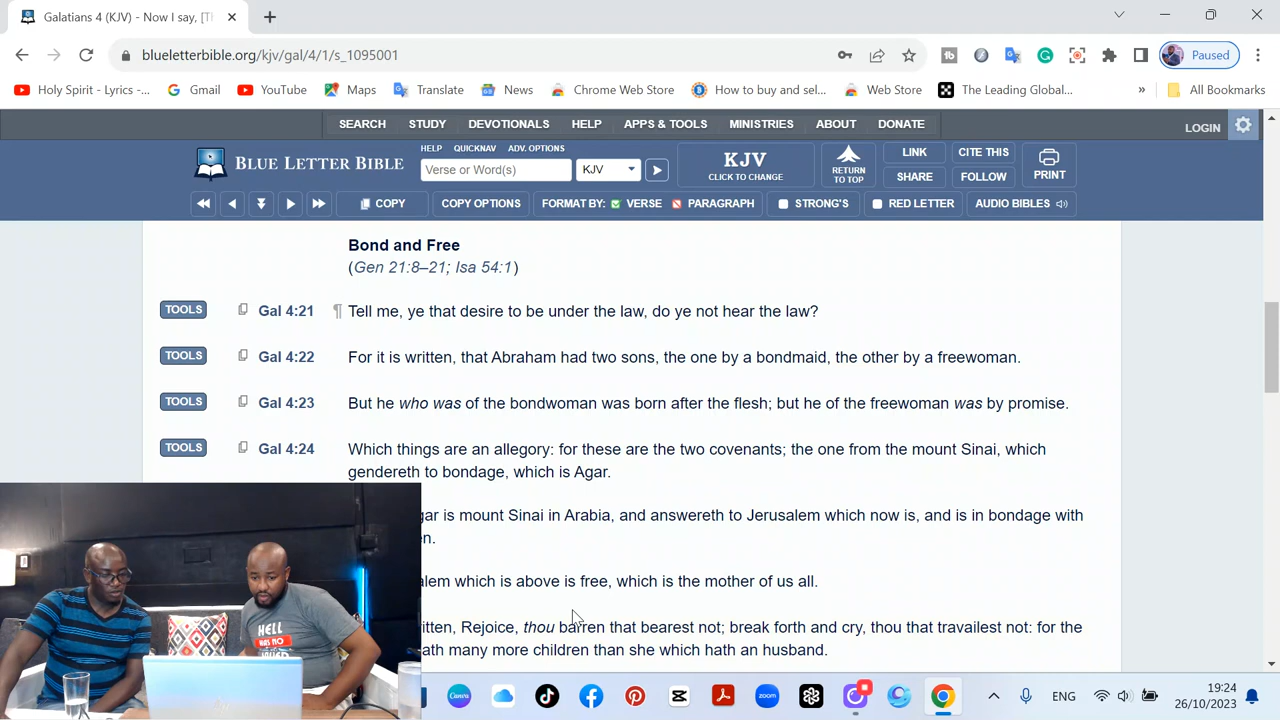 Galatians 4 (KJV) - Now I say, [Th
blueletterbible.org/kjv/gal/4/1/s_1095001
Paused
Holy Spirit - Lyrics -... Gmail YouTube Maps Translate News Chrome Web Store How to buy and sel... Web Store The Leading Global... » All Bookmarks
SEARCH STUDY DEVOTIONALS HELP APPS & TOOLS MINISTRIES ABOUT DONATE LOGIN
BLUE LETTER BIBLE
HELP QUICKNAV ADV. OPTIONS
Verse or Word(s) KJV
KJV
CLICK TO CHANGE
RETURN
TO TOP
LINK CITE THIS
SHARE FOLLOW
PRINT
COPY COPY OPTIONS FORMAT BY: VERSE PARAGRAPH STRONG'S RED LETTER AUDIO BIBLES
Bond and Free
(Gen 21:8–21; Isa 54:1)
TOOLS Gal 4:21 ¶ Tell me, ye that desire to be under the law, do ye not hear the law?
TOOLS Gal 4:22 For it is written, that Abraham had two sons, the one by a bondmaid, the other by a freewoman.
TOOLS Gal 4:23 But he who was of the bondwoman was born after the flesh; but he of the freewoman was by promise.
TOOLS Gal 4:24 Which things are an allegory: for these are the two covenants; the one from the mount Sinai, which
gendereth to bondage, which is Agar.
gar is mount Sinai in Arabia, and answereth to Jerusalem which now is, and is in bondage with
en.
alem which is above is free, which is the mother of us all.
itten, Rejoice, thou barren that bearest not; break forth and cry, thou that travailest not: for the
ath many more children than she which hath an husband.
HELL
HAS NO
Canva
zoom
ENG
19:24
26/10/2023